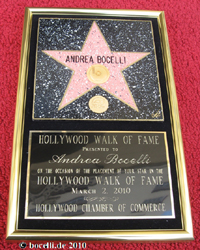 ANDREA BOCELLI
HOLLYWOOD WALK OF FAME
PRESENTED TO
Andrea Bocelli
ON THE OCCASION OF THE PLACEMENT OF YOUR STAR ON THE
HOLLYWOOD WALK OF FAME
MARCH 2, 2010
HOLLYWOOD CHAMBER OF COMMERCE
© bocelli.de 2010